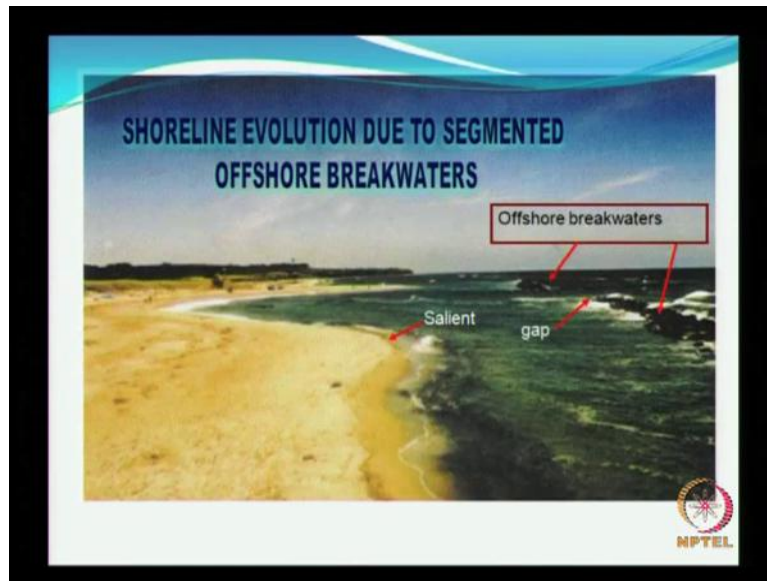 SHORELINE EVOLUTION DUE TO SEGMENTED
OFFSHORE BREAKWATERS
Offshore breakwaters
Salient
gap
NPTEL